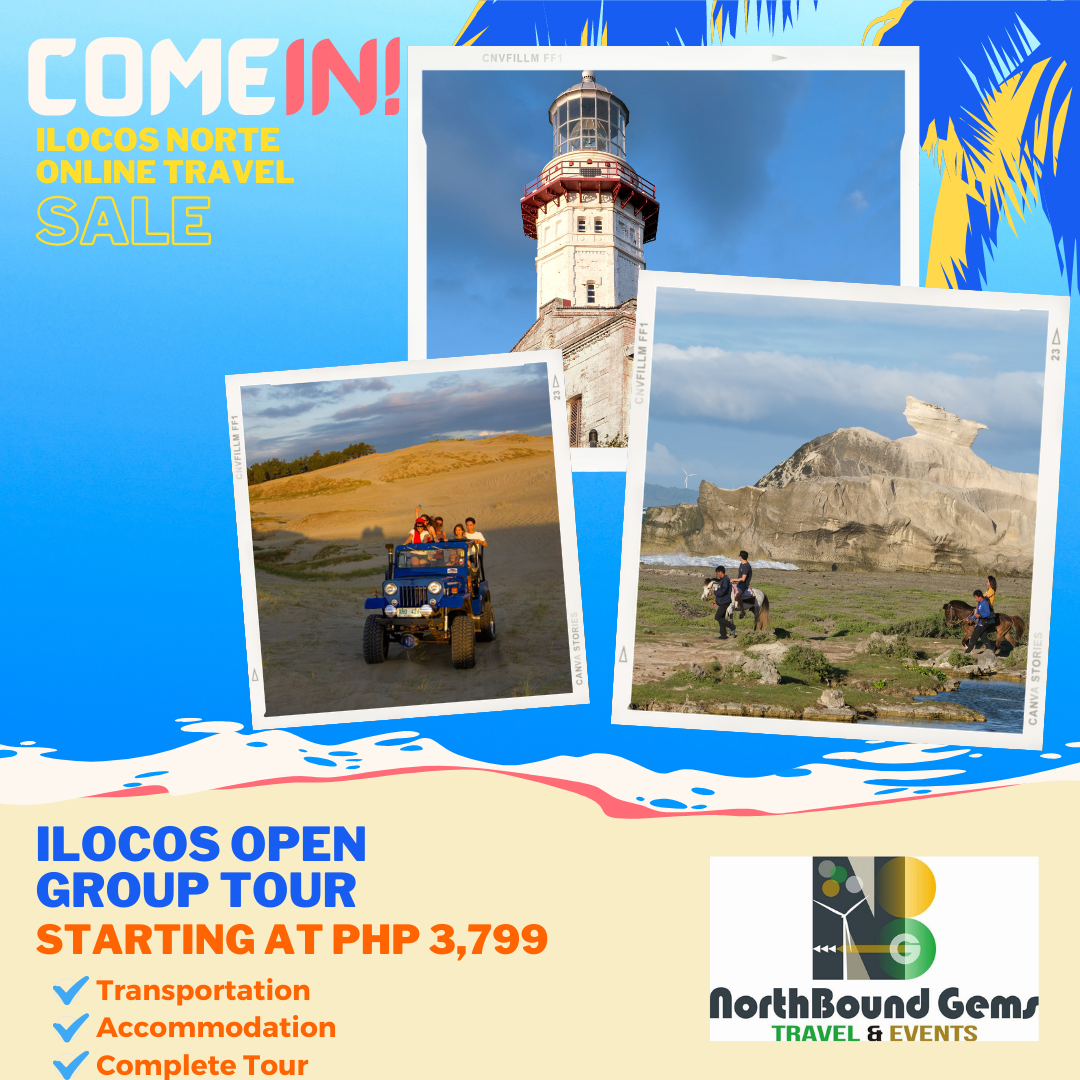 COMEIN!
ILOCOS NORTE
ONLINE TRAVEL
SALE
CNVFILLM FF1
CNVFILLM FF1
23
CANVA STORIES
CNVFILLM FF1
23
CANVA STORIES
ILOCOS OPEN
GROUP TOUR
STARTING AT PHP 3,799
Transportation
Accommodation
Complete Tour
NB
G
NorthBound Gems
TRAVEL & EVENTS